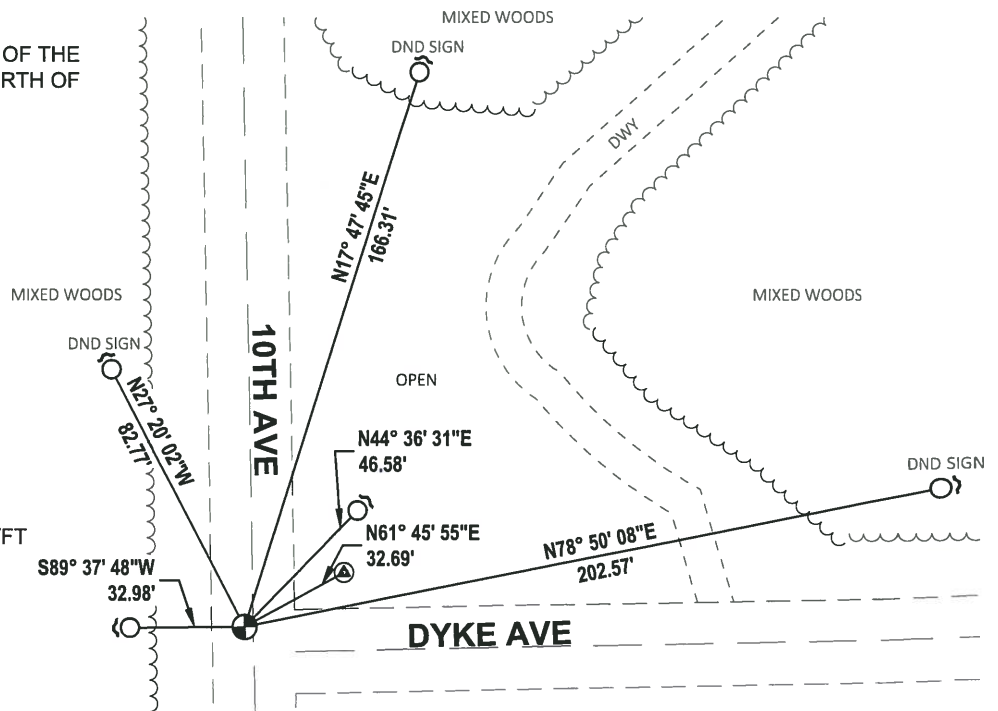 OF THE
RTH OF
MIXED WOODS
DND SIGN
DWY
N17° 47' 45"E
166.31'
MIXED WOODS
MIXED WOODS
DND SIGN
10TH AVE
OPEN
N27° 20' 02"W
82.77'
N44° 36' 31"E
46.58'
DND SIGN
N61° 45' 55"E
32.69'
FT
S89° 37' 48"W
32.98'
N78° 50' 08"E
202.57'
DYKE AVE